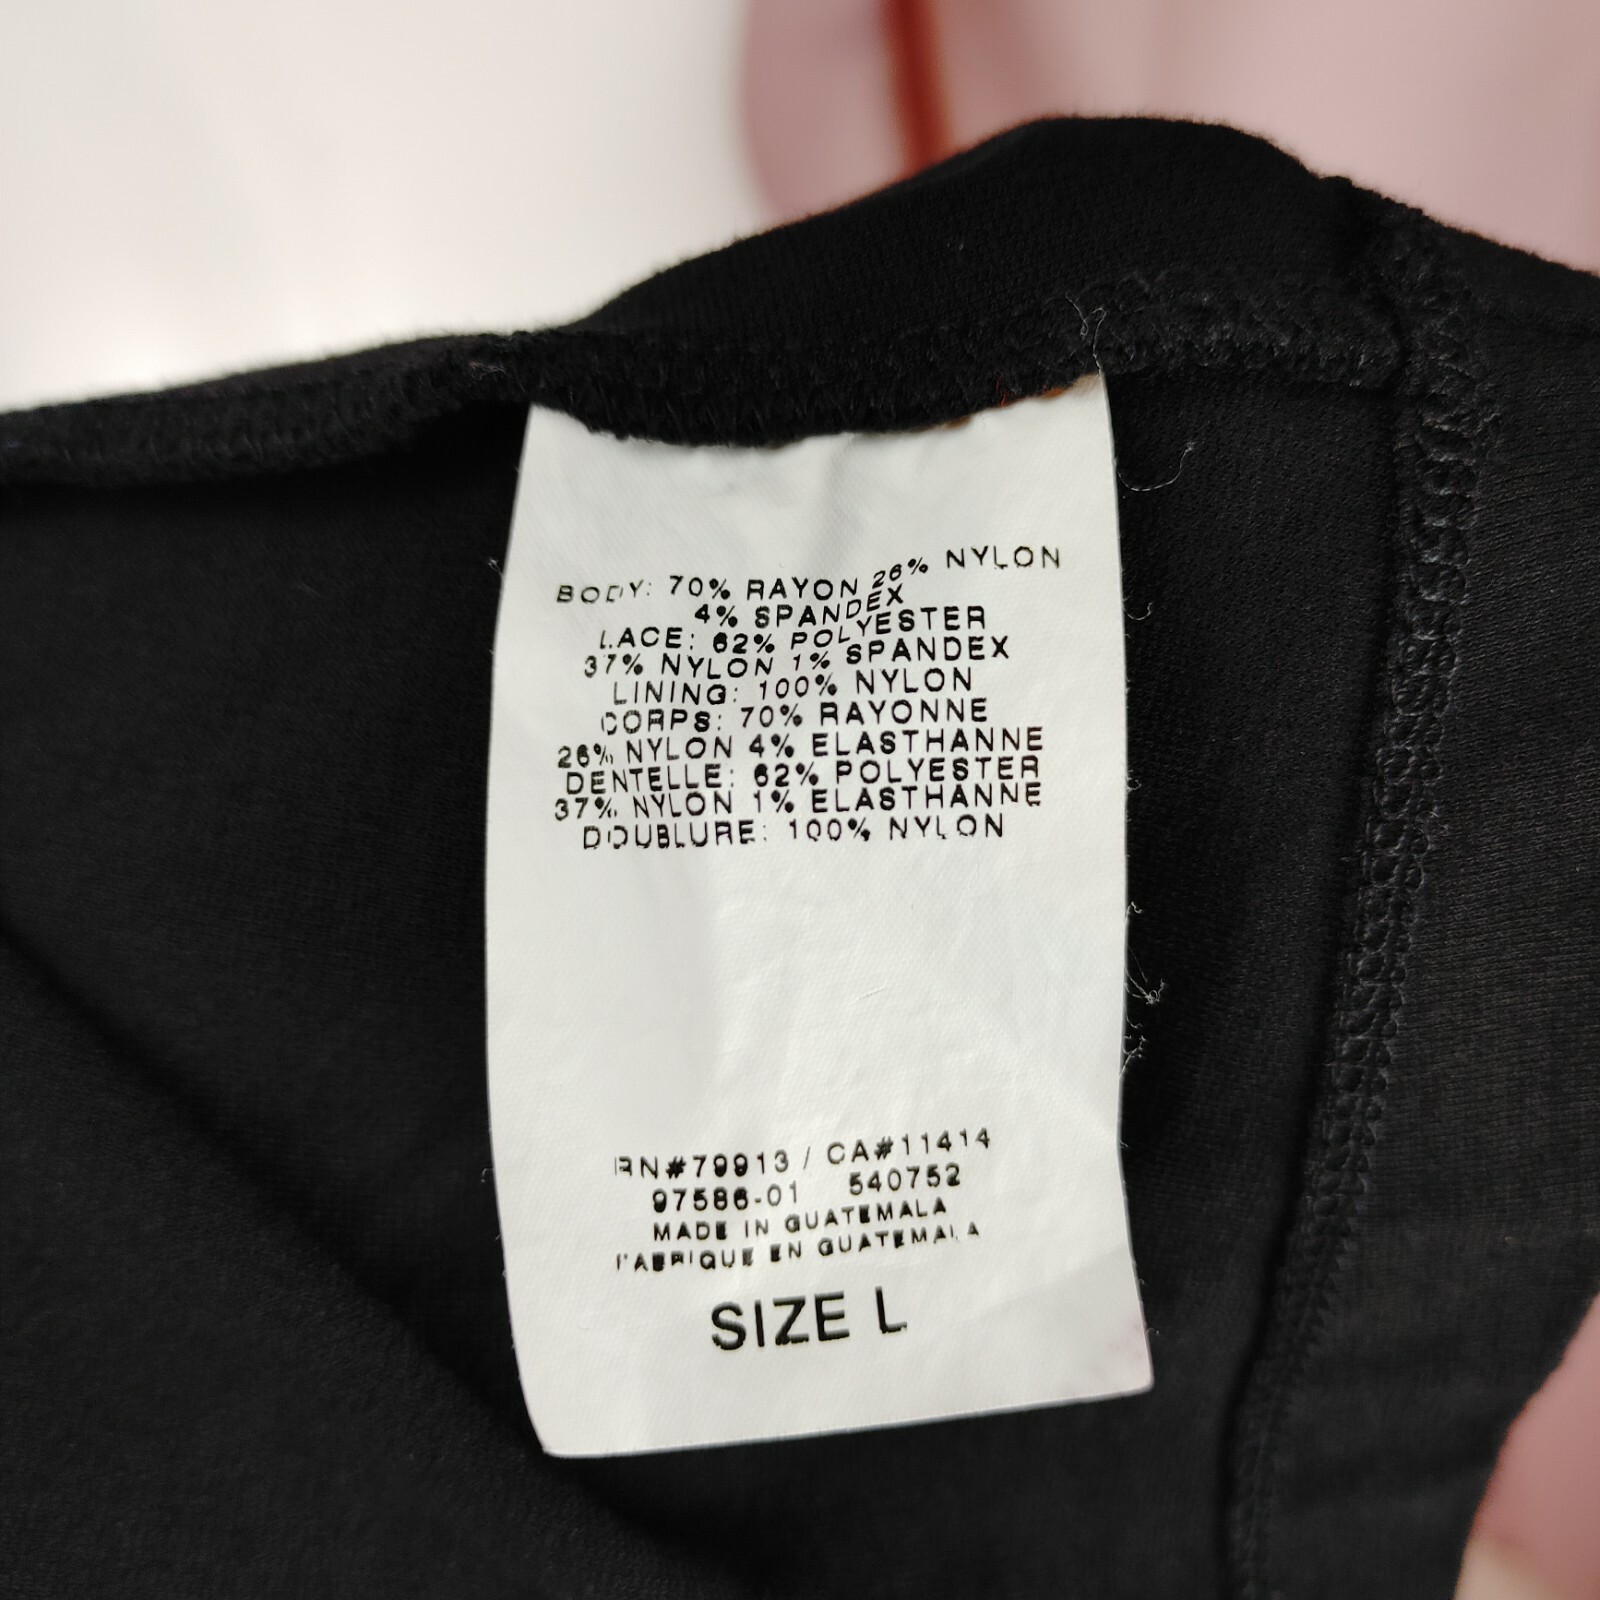 BODY: 70% RAYON 26% NYLON
4% SPANDEX
LACE: 62% POLYESTER
37% NYLON 1% SPANDEX
LINING: 100% NYLON
CORPS: 70% RAYONNE
26% NYLON 4% ELASTHANNE
DENTELLE: 62% POLYESTER
37% NYLON 1% ELASTHANNE
DOUBLURE: 100% NYLON
RN#79913 / CA#11414
97586-01 540752
MADE IN GUATEMALA
FABRIQUE EN GUATEMALA
SIZE L